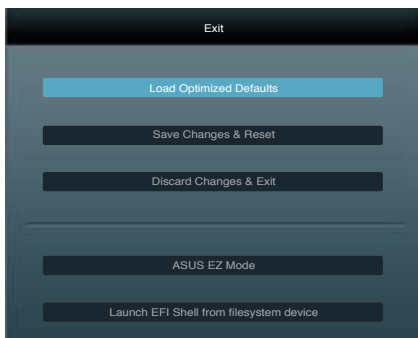 Exit
Load Optimized Defaults
Save Changes & Reset
Discard Changes & Exit
ASUS EZ Mode
Launch EFI Shell from filesystem device